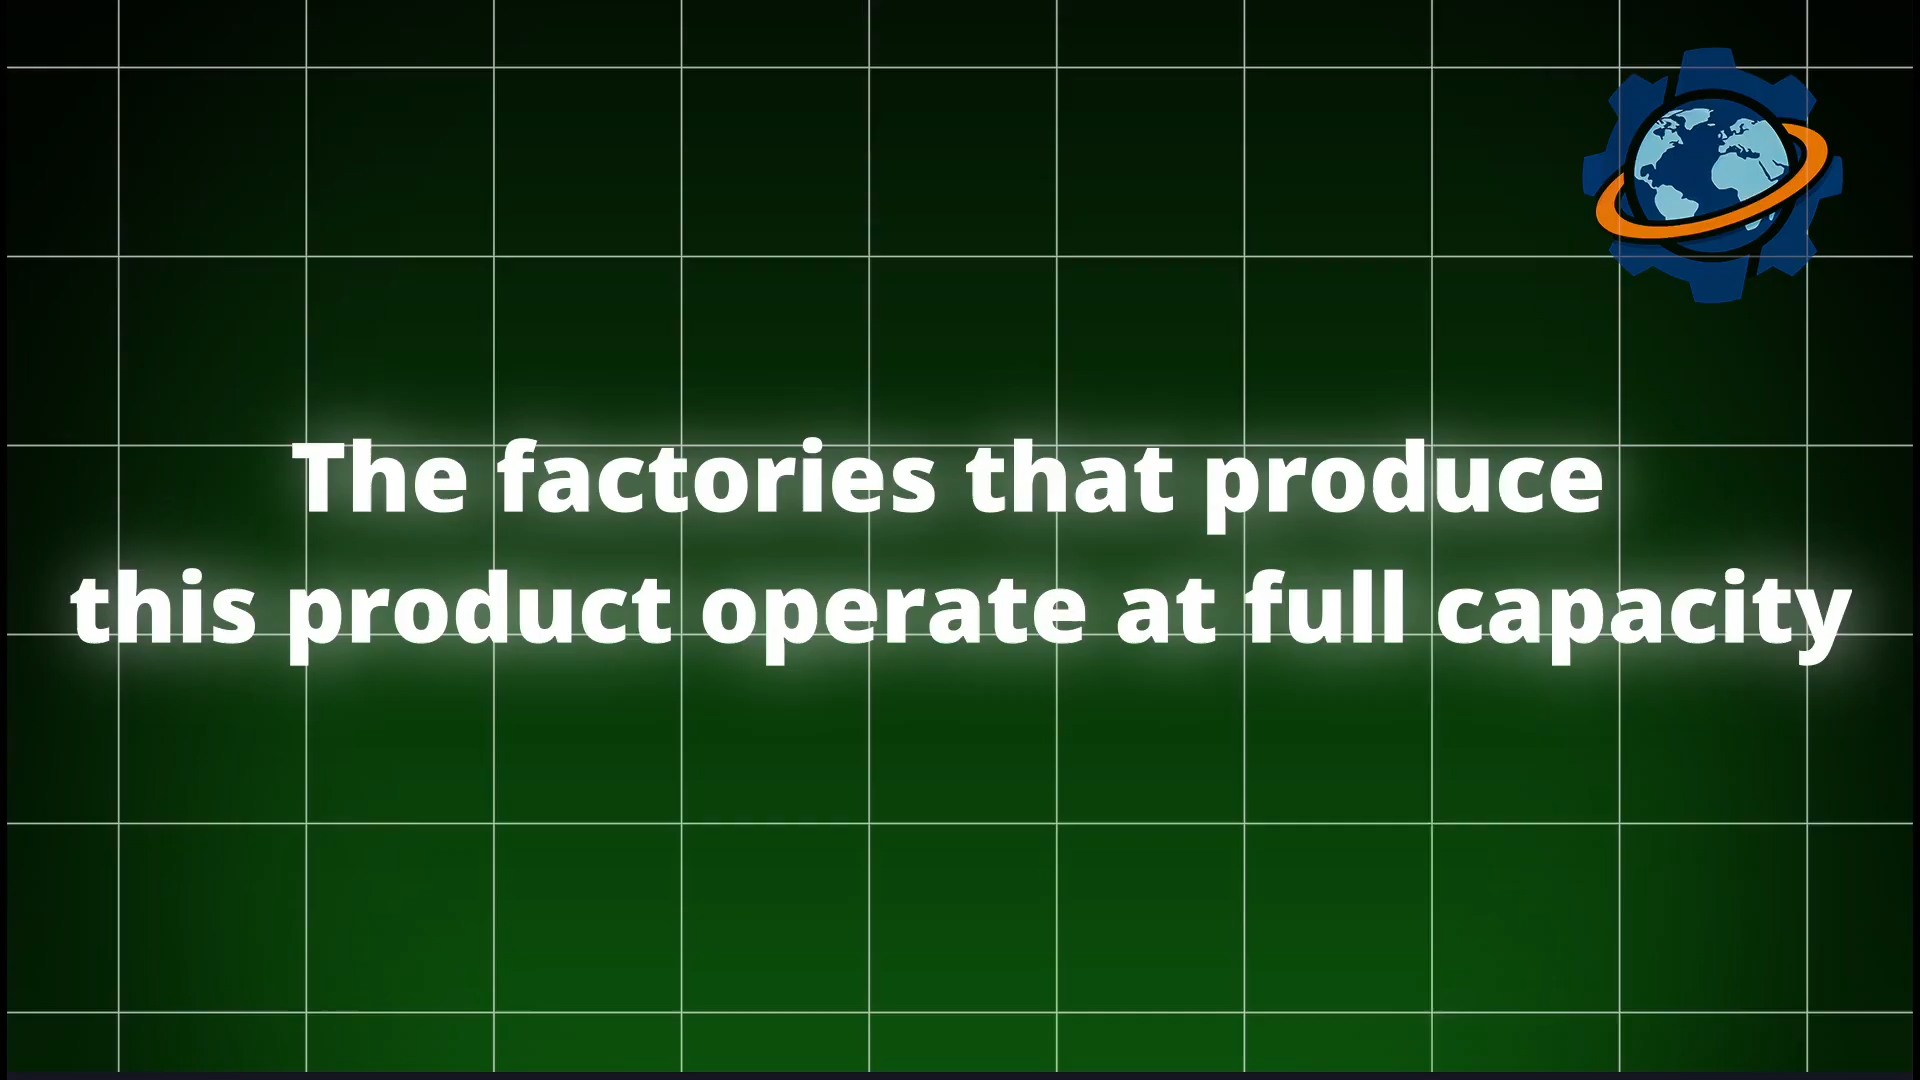 The factories that produce
this product operate at full capacity